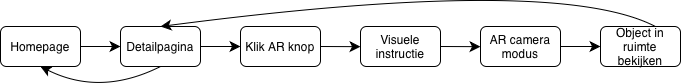 Homepage
Detailpagina
Klik AR knop
Visuele
instructie
AR camera
modus
Object in
ruimte
bekijken